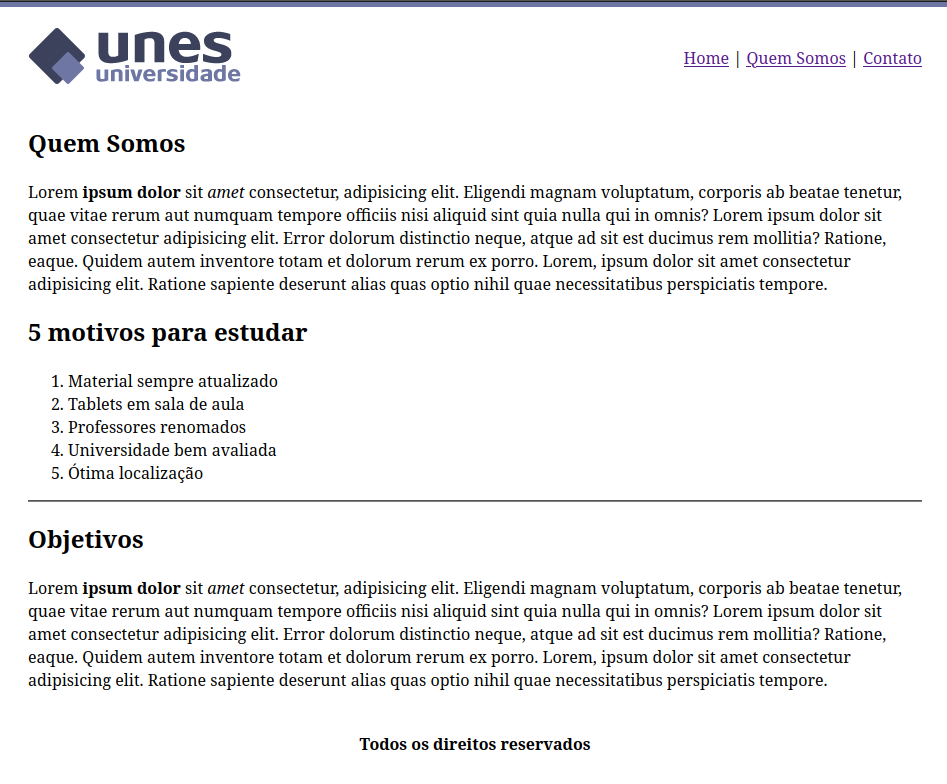 unes
universidade
Home | Quem Somos | Contato
Quem Somos
Lorem ipsum dolor sit amet consectetur, adipisicing elit. Eligendi magnam voluptatum, corporis ab beatae tenetur,
quae vitae rerum aut numquam tempore officiis nisi aliquid sint quia nulla qui in omnis? Lorem ipsum dolor sit
amet consectetur adipisicing elit. Error dolorum distinctio neque, atque ad sit est ducimus rem mollitia? Ratione,
eaque. Quidem autem inventore totam et dolorum rerum ex porro. Lorem, ipsum dolor sit amet consectetur
adipisicing elit. Ratione sapiente deserunt alias quas optio nihil quae necessitatibus perspiciatis tempore.
5 motivos para estudar
1. Material sempre atualizado
2. Tablets em sala de aula
3. Professores renomados
4. Universidade bem avaliada
5. Ótima localização
Objetivos
Lorem ipsum dolor sit amet consectetur, adipisicing elit. Eligendi magnam voluptatum, corporis ab beatae tenetur,
quae vitae rerum aut numquam tempore officiis nisi aliquid sint quia nulla qui in omnis? Lorem ipsum dolor sit
amet consectetur adipisicing elit. Error dolorum distinctio neque, atque ad sit est ducimus rem mollitia? Ratione,
eaque. Quidem autem inventore totam et dolorum rerum ex porro. Lorem, ipsum dolor sit amet consectetur
adipisicing elit. Ratione sapiente deserunt alias quas optio nihil quae necessitatibus perspiciatis tempore.
Todos os direitos reservados